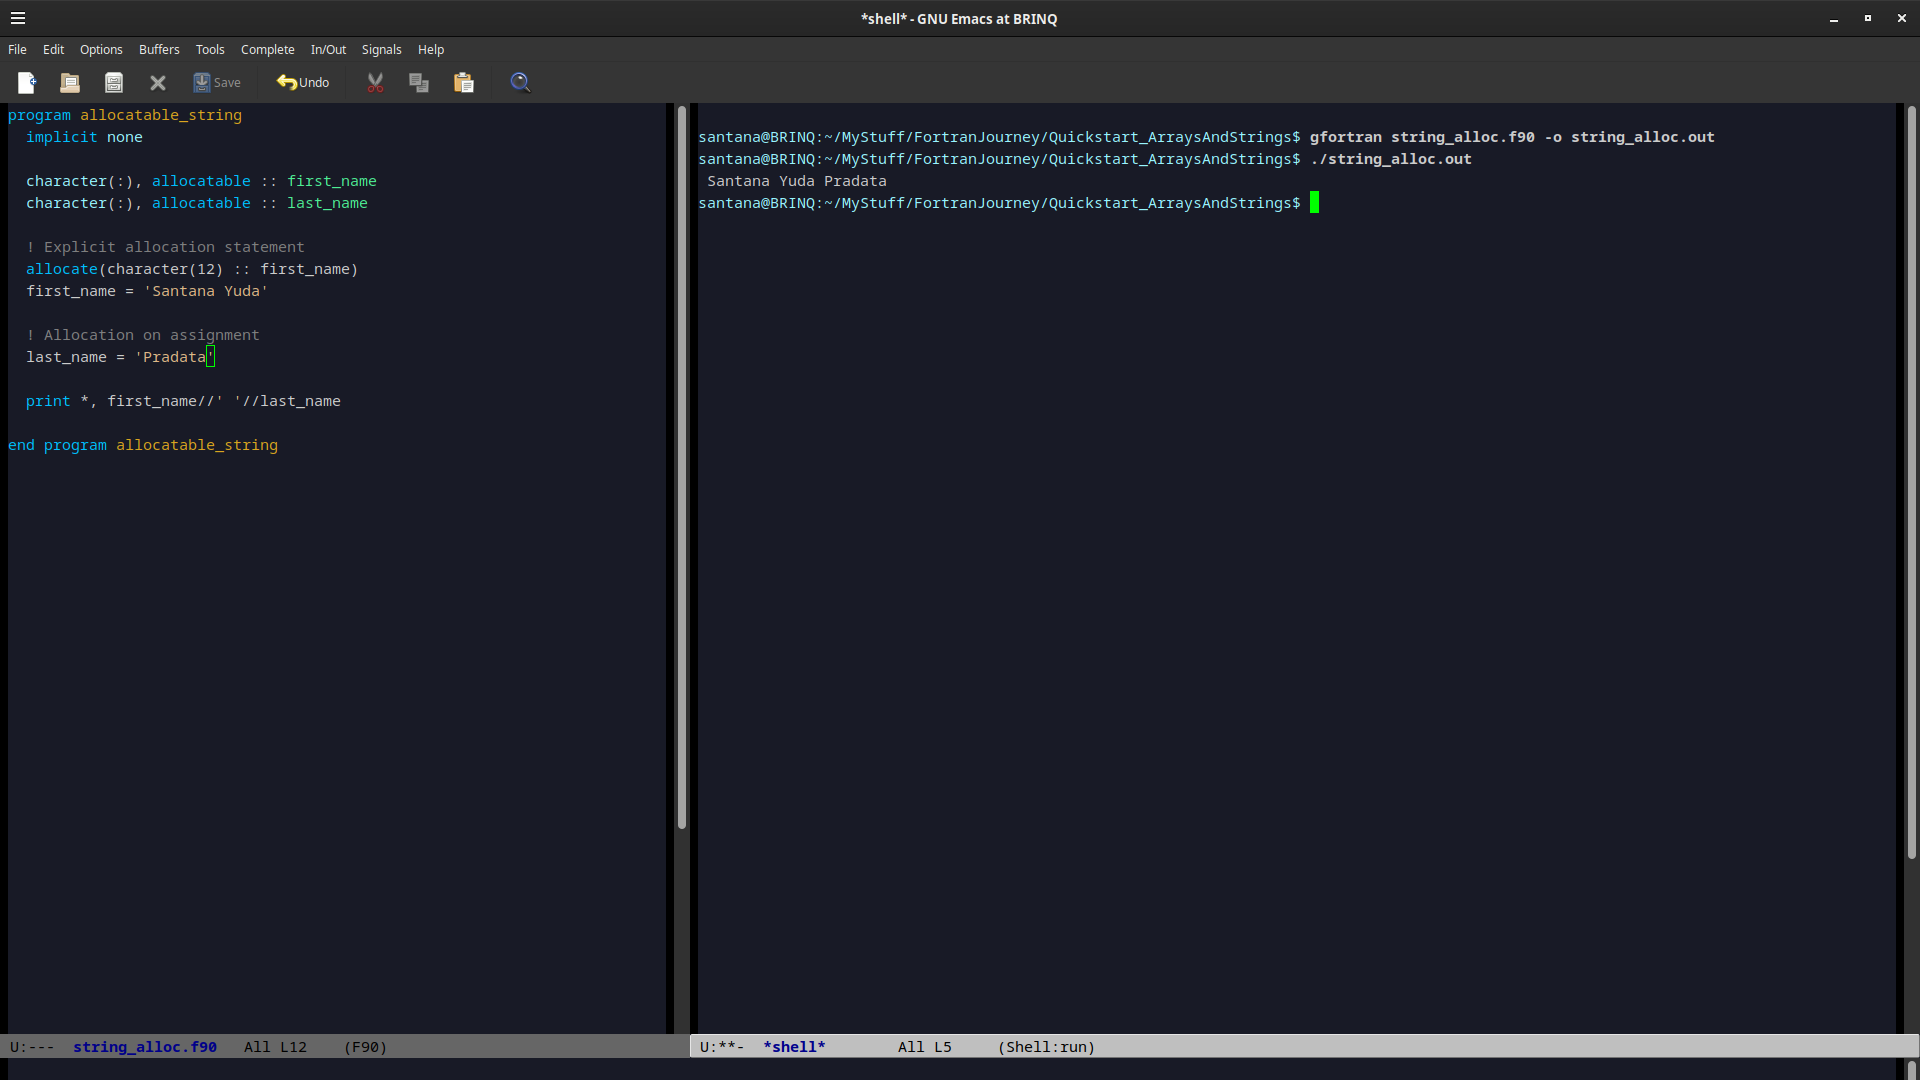 *shell* - GNU Emacs at BRINQ
File Edit Options Buffers Tools Complete In/Out Signals Help
Save Undo
program allocatable_string
  implicit none

  character(:), allocatable :: first_name
  character(:), allocatable :: last_name

  ! Explicit allocation statement
  allocate(character(12) :: first_name)
  first_name = 'Santana Yuda'

  ! Allocation on assignment
  last_name = 'Pradata'

  print *, first_name//' '//last_name

end program allocatable_string
U:---  string_alloc.f90   All L12    (F90)
santana@BRINQ:~/MyStuff/FortranJourney/Quickstart_ArraysAndStrings$ gfortran string_alloc.f90 -o string_alloc.out
santana@BRINQ:~/MyStuff/FortranJourney/Quickstart_ArraysAndStrings$ ./string_alloc.out
 Santana Yuda Pradata
santana@BRINQ:~/MyStuff/FortranJourney/Quickstart_ArraysAndStrings$
U:**-  *shell*        All L5     (Shell:run)